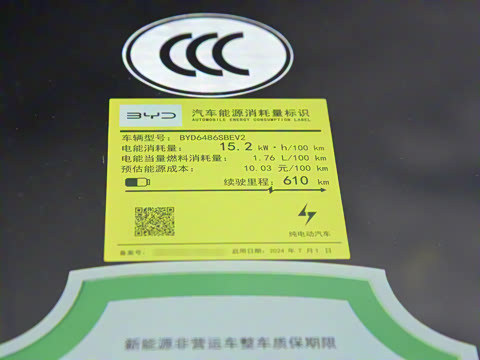 CCC
BYD 汽车能源消耗量标识
AUTOMOBILE ENERGY CONSUMPTION LABEL
车辆型号: BYD6486SBEV2
电能消耗量: 15.2 kW·h/100 km
电能当量燃料消耗量: 1.76 L/100 km
预估能源成本: 10.03 元/100 km
续驶里程: 610 km
纯电动汽车
备案号:
启用日期: 2024 年 7 月 1 日
新能源非营运车整车质保期限